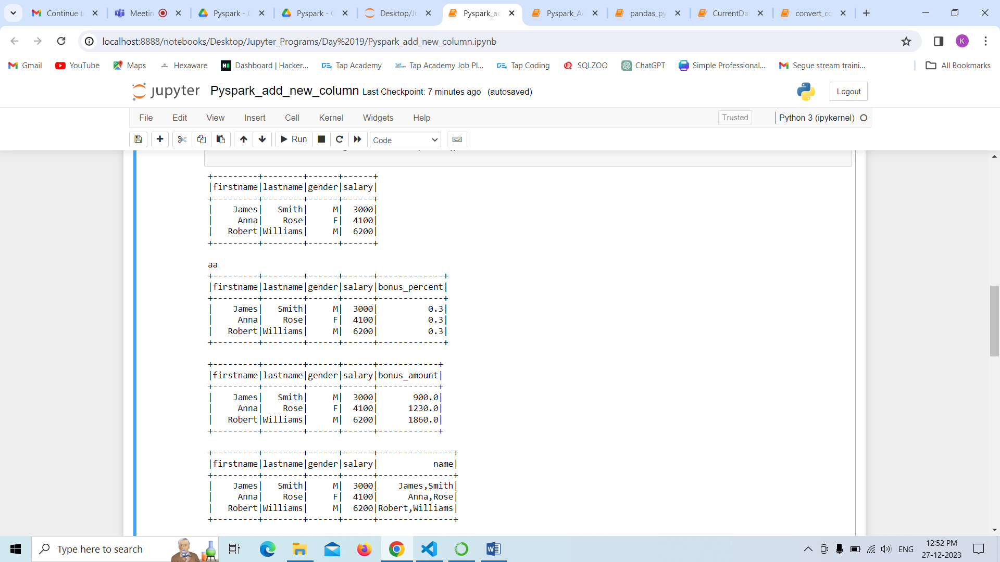 Continue t
Meetin
Pyspark - C
Pyspark - C
Desktop/Ju
Pyspark_ac
Pyspark_Ac
pandas_py
CurrentDa
convert_co
localhost:8888/notebooks/Desktop/Jupyter_Programs/Day%2019/Pyspark_add_new_column.ipynb
K
Gmail
YouTube
Maps
Hexaware
Dashboard | Hacker...
Tap Academy
Tap Academy Job Pl...
Tap Coding
SQLZOO
ChatGPT
Simple Professional...
Segue stream traini...
All Bookmarks
jupyter Pyspark_add_new_column Last Checkpoint: 7 minutes ago (autosaved)
Logout
File Edit View Insert Cell Kernel Widgets Help
Trusted
Python 3 (ipykernel)
Run
Code
+---------+--------+------+------+
|firstname|lastname|gender|salary|
+---------+--------+------+------+
|    James|   Smith|     M|  3000|
|     Anna|    Rose|     F|  4100|
|   Robert|Williams|     M|  6200|
+---------+--------+------+------+
aa
+---------+--------+------+------+-------------+
|firstname|lastname|gender|salary|bonus_percent|
+---------+--------+------+------+-------------+
|    James|   Smith|     M|  3000|          0.3|
|     Anna|    Rose|     F|  4100|          0.3|
|   Robert|Williams|     M|  6200|          0.3|
+---------+--------+------+------+-------------+
+---------+--------+------+------+------------+
|firstname|lastname|gender|salary|bonus_amount|
+---------+--------+------+------+------------+
|    James|   Smith|     M|  3000|       900.0|
|     Anna|    Rose|     F|  4100|      1230.0|
|   Robert|Williams|     M|  6200|      1860.0|
+---------+--------+------+------+------------+
+---------+--------+------+------+---------------+
|firstname|lastname|gender|salary|           name|
+---------+--------+------+------+---------------+
|    James|   Smith|     M|  3000|    James,Smith|
|     Anna|    Rose|     F|  4100|      Anna,Rose|
|   Robert|Williams|     M|  6200|Robert,Williams|
+---------+--------+------+------+---------------+
Type here to search
ENG
12:52 PM
27-12-2023